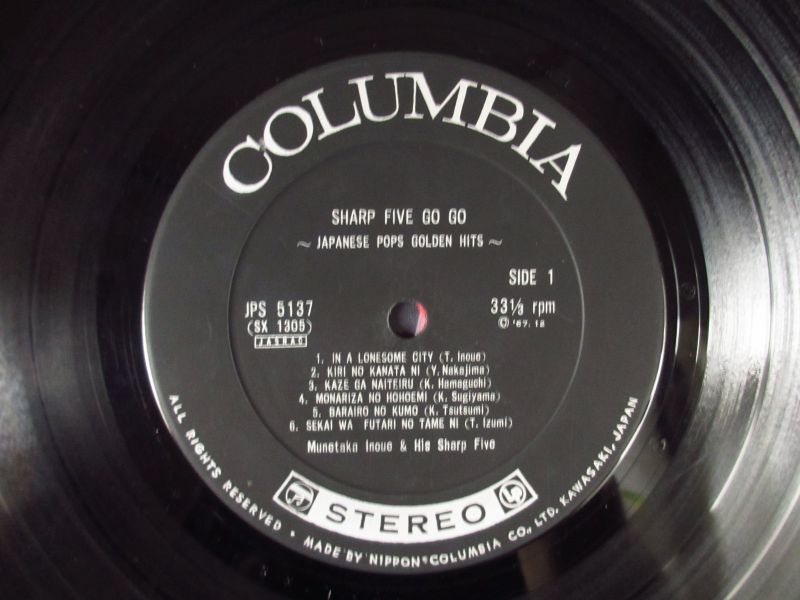 COLUMBIA
SHARP FIVE GO GO
~ JAPANESE POPS GOLDEN HITS ~
SIDE 1
JPS 5137
(SX 1305)
JASRAC
33⅓ rpm
© '67. 12
1. IN A LONESOME CITY (T. Inoue)
2. KIRI NO KANATA NI (Y. Nakajima)
3. KAZE GA NAITEIRU (K. Hamaguchi)
4. MONARIZA NO HOHOEMI (K. Sugiyama)
5. BARAIRO NO KUMO (K. Tsutsumi)
6. SEKAI WA FUTARI NO TAME NI (T. Izumi)
Munetaka Inoue & His Sharp Five
STEREO
LP
ALL RIGHTS RESERVED • MADE BY NIPPON COLUMBIA CO., LTD. KAWASAKI, JAPAN